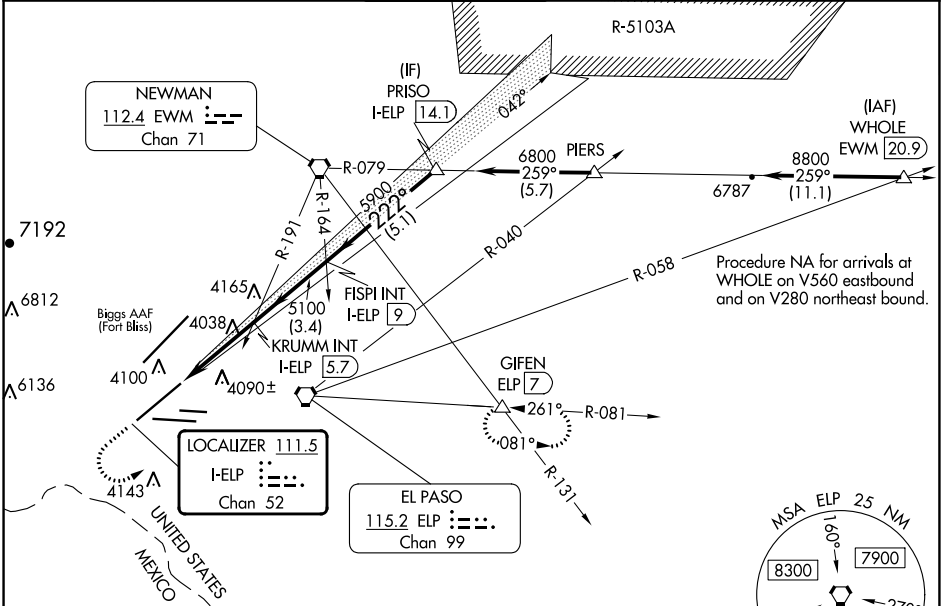 R-5103A
NEWMAN
112.4 EWM
Chan 71
(IF)
PRISO
I-ELP 14.1
042°
(IAF)
WHOLE
EWM 20.9
R-079
6800
259°
(5.7)
PIERS
8800
259°
(11.1)
6787
5900
222°
(5.1)
R-191
R-164
R-040
R-058
7192
Procedure NA for arrivals at
WHOLE on V560 eastbound
and on V280 northeast bound.
4165
FISPI INT
I-ELP 9
5100
(3.4)
6812
Biggs AAF
(Fort Bliss)
4038
KRUMM INT
I-ELP 5.7
4100
4090±
6136
GIFEN
ELP 7
261°
R-081
081°
R-131
LOCALIZER 111.5
I-ELP
Chan 52
4143
EL PASO
115.2 ELP
Chan 99
UNITED STATES
MEXICO
MSA ELP 25 NM
160°
8300
7900